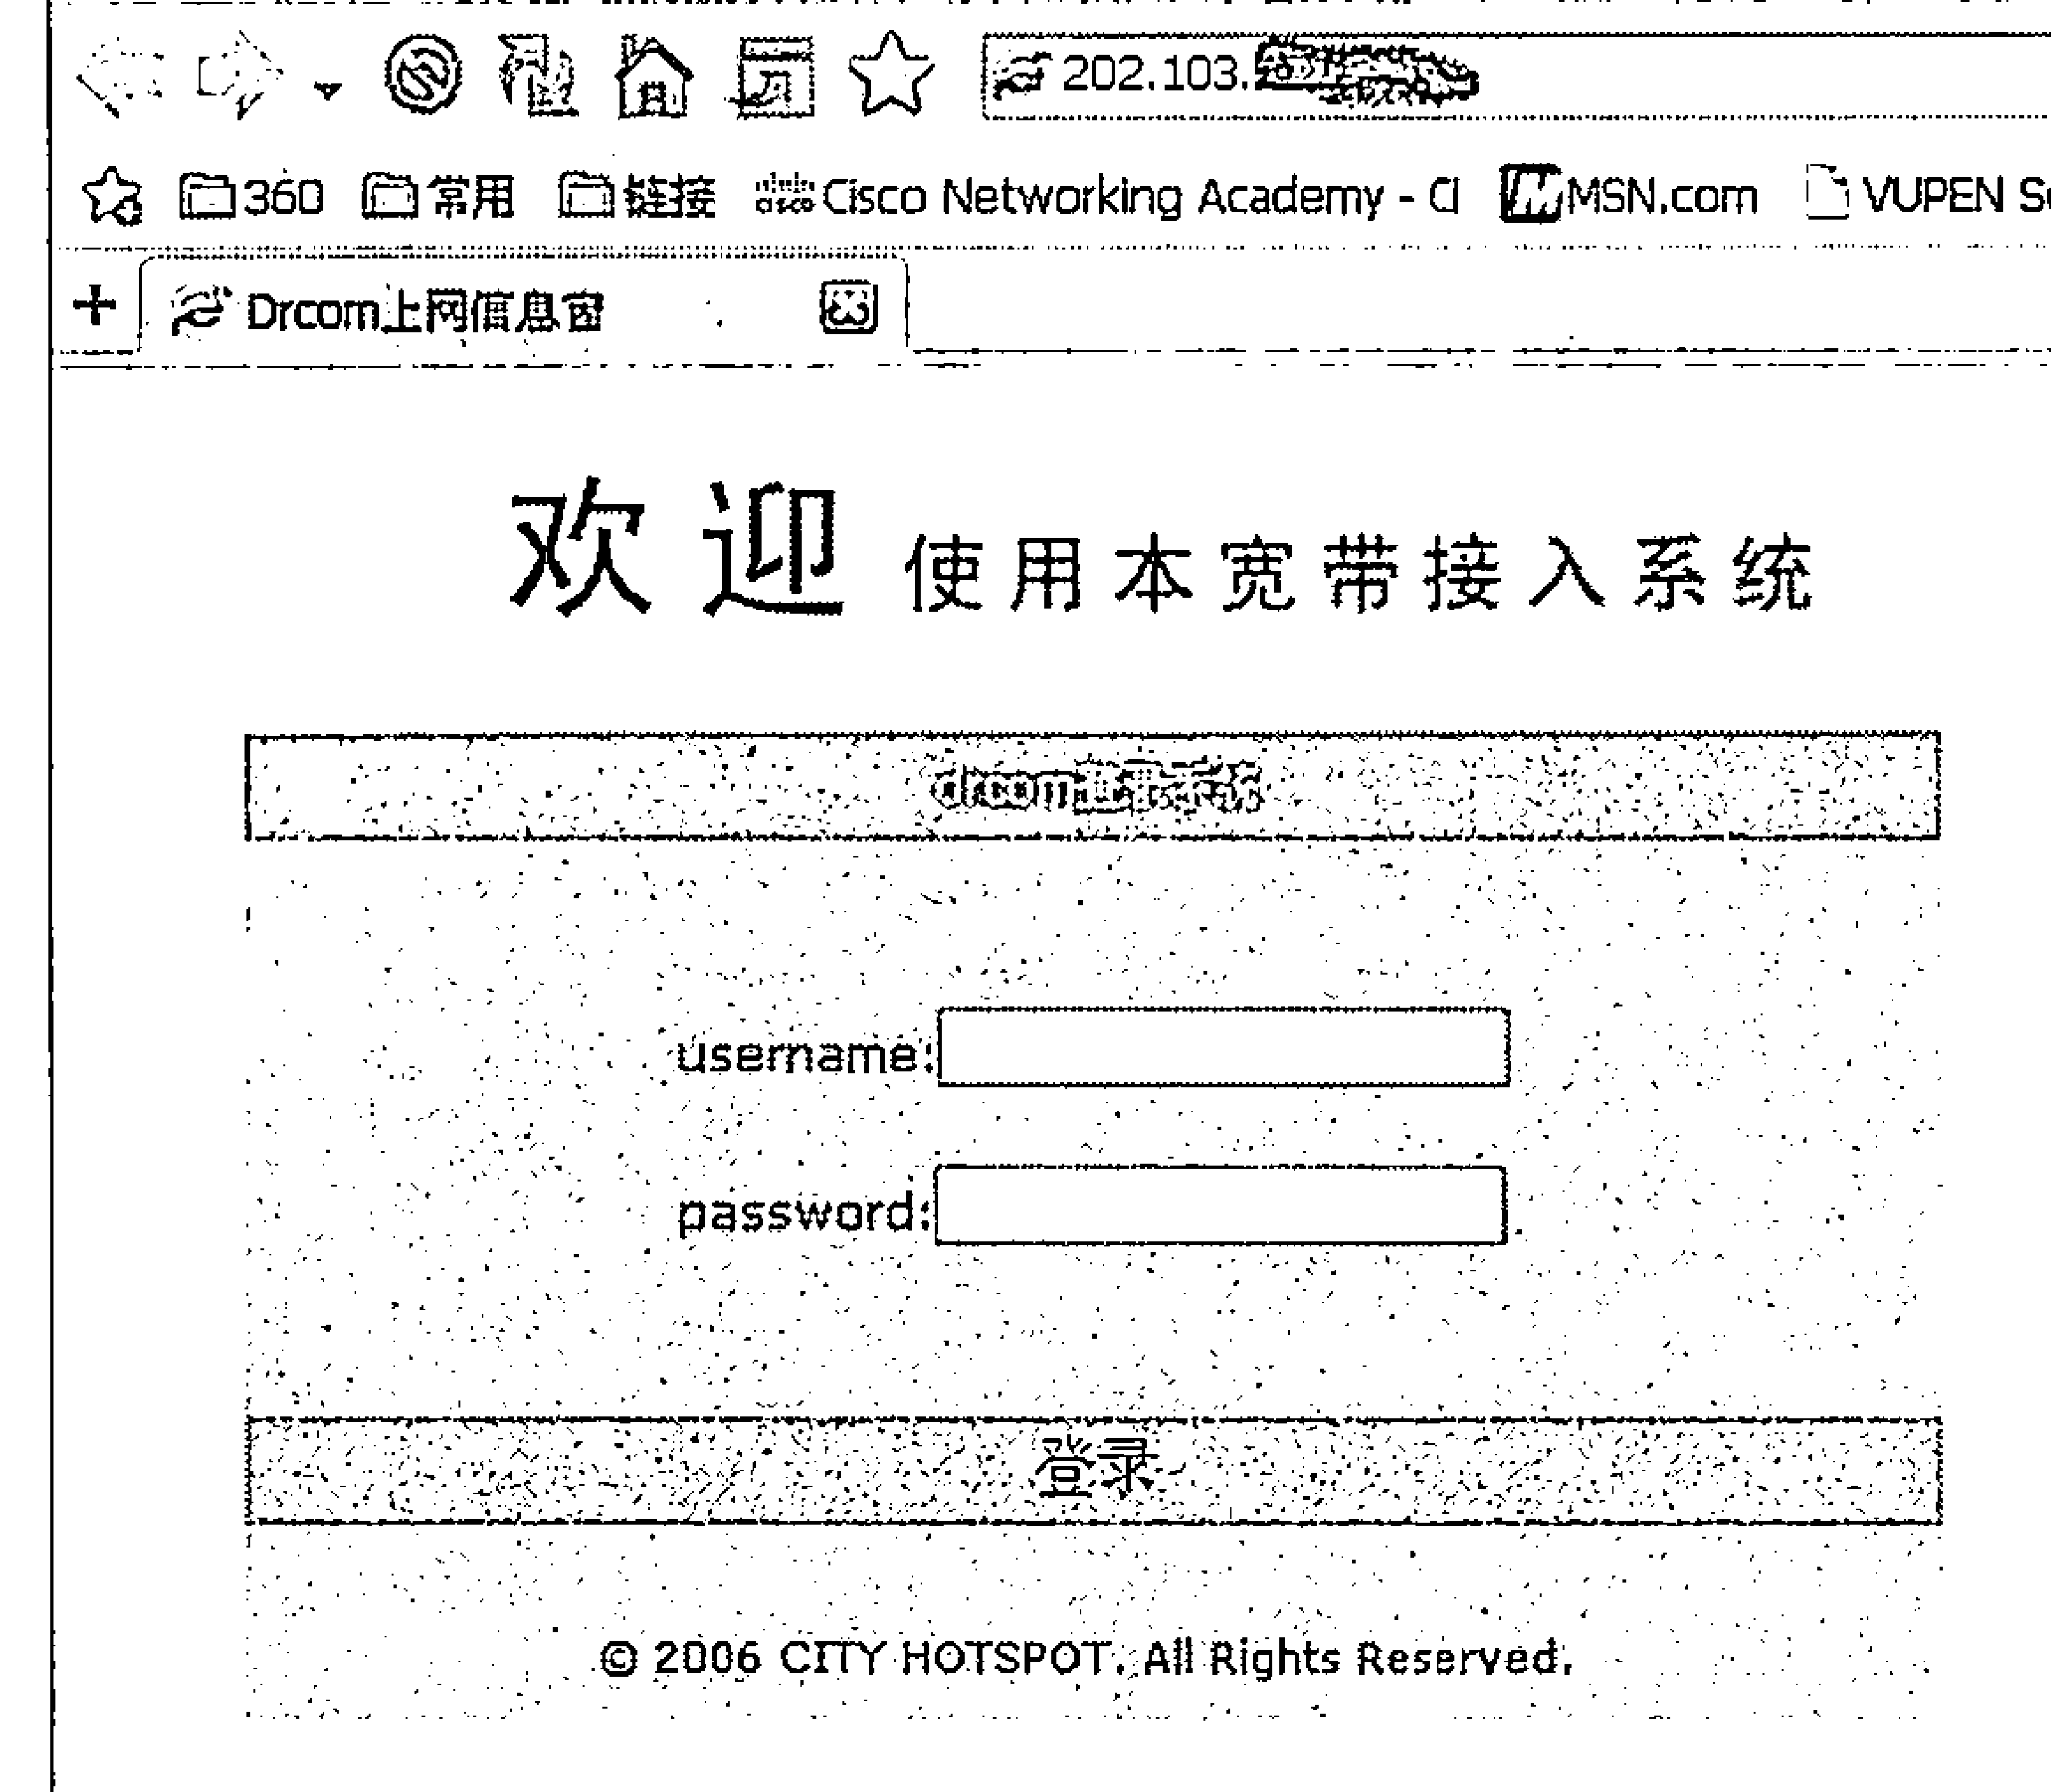 202.103.
360 常用 链接 Cisco Networking Academy - Ci MSN.com VUPEN Se
Drcom上网信息窗
欢迎 使用本宽带接入系统
username:
password:
登录
© 2006 CITY HOTSPOT. All Rights Reserved.